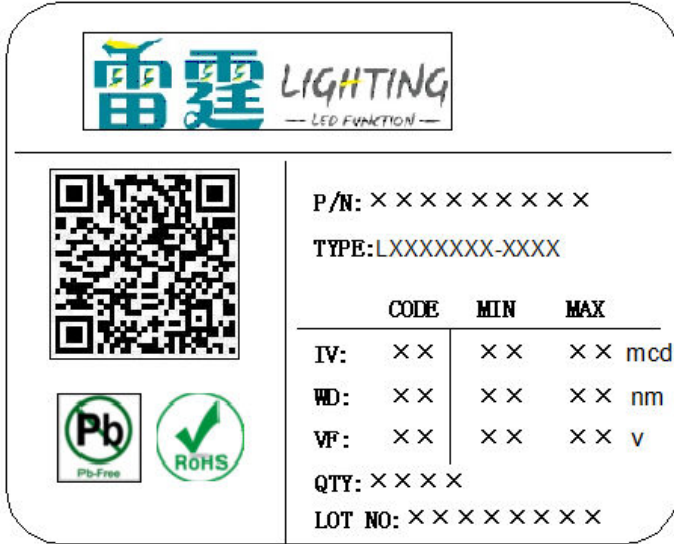 雷霆 LIGHTING
LED FUNCTION
P/N: ×××××××××
TYPE:LXXXXXXX-XXXX
CODE MIN MAX
IV: ×× ×× ×× mcd
WD: ×× ×× ×× nm
VF: ×× ×× ×× v
QTY: ××××
LOT NO: ××××××××
Pb
Pb-Free
RoHS